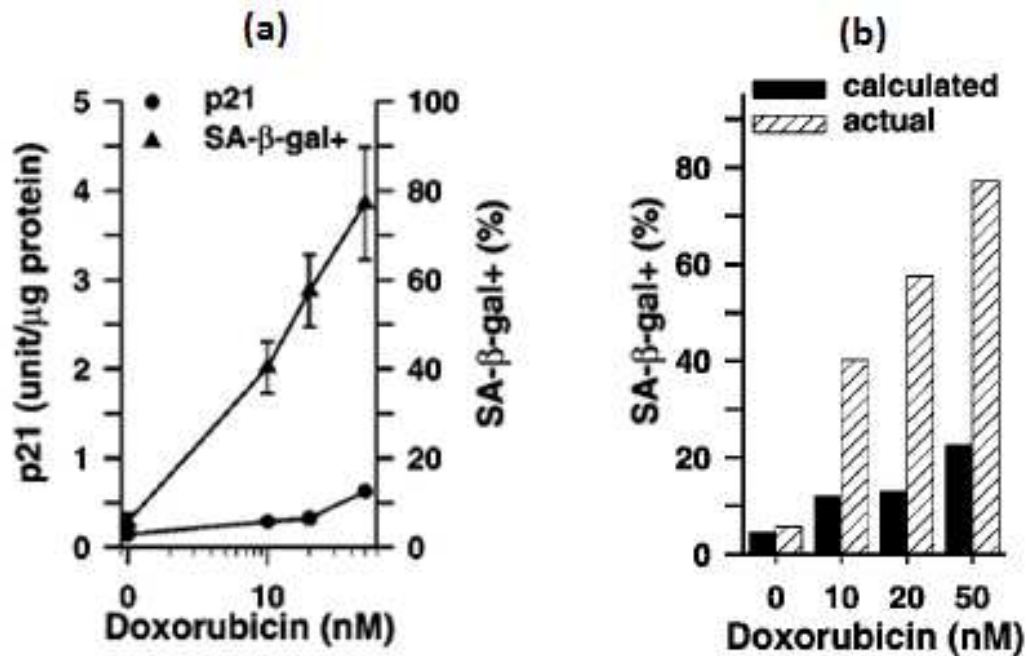 (a)
p21
SA-β-gal+
p21 (unit/μg protein)
5
4
3
2
1
0
100
80
60
40
20
0
SA-β-gal+ (%)
0 10
Doxorubicin (nM)
(b)
calculated
actual
SA-β-gal+ (%)
80
60
40
20
0
0 10 20 50
Doxorubicin (nM)